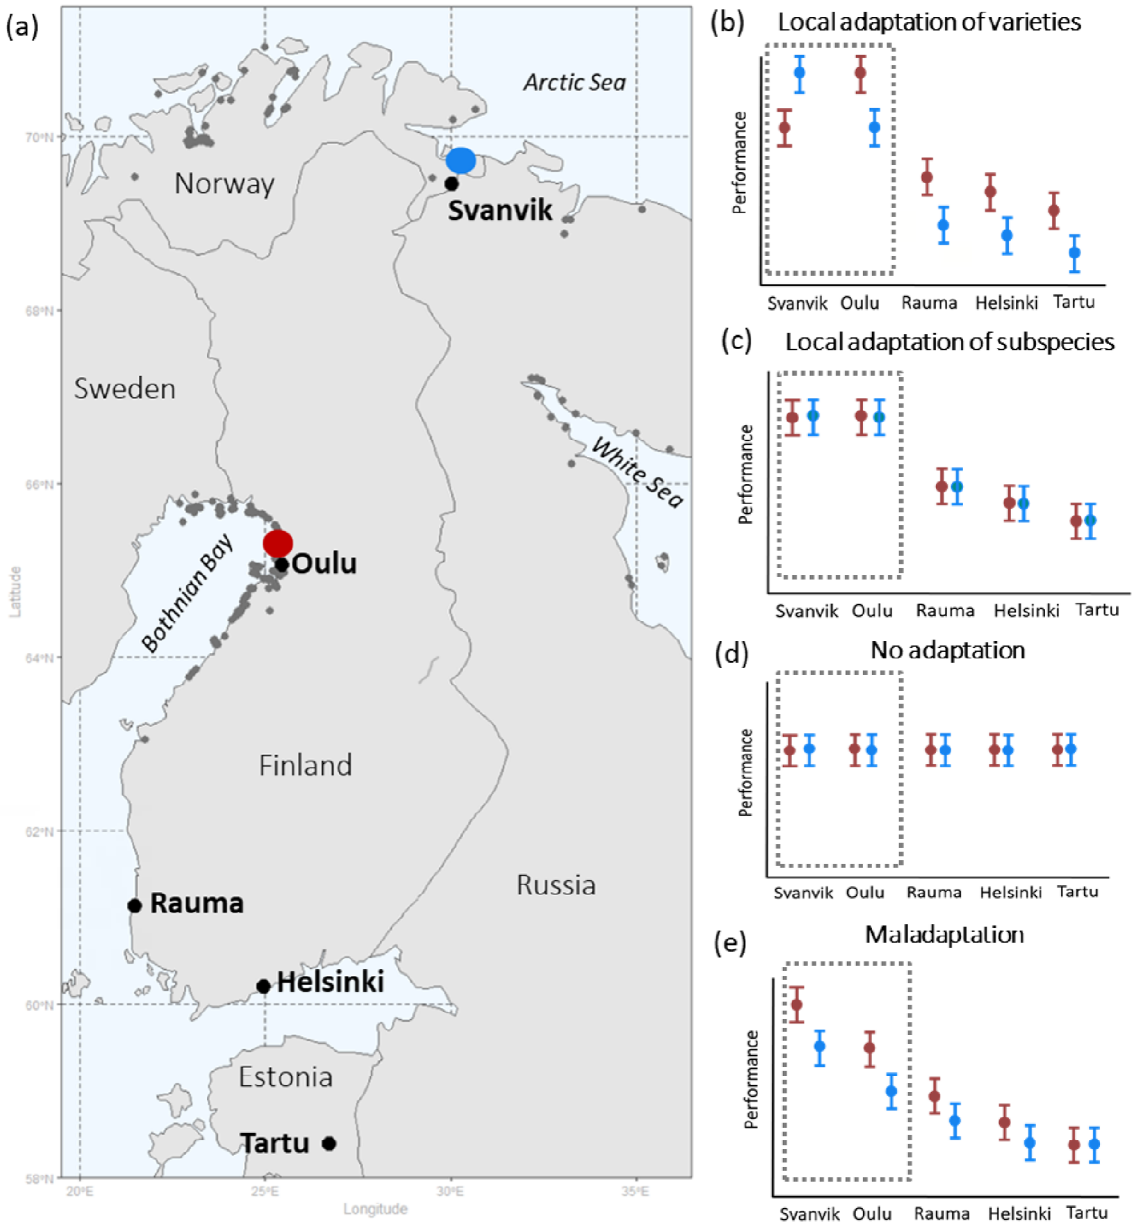 (a)
Arctic Sea
70°N
Norway
Svanvik
68°N
Sweden
White Sea
66°N
Oulu
Bothnian Bay
Latitude
64°N
Finland
62°N
Russia
Rauma
Helsinki
60°N
Estonia
Tartu
58°N
20°E 25°E 30°E 35°E
Longitude
(b) Local adaptation of varieties
Performance
Svanvik Oulu Rauma Helsinki Tartu
(c) Local adaptation of subspecies
Performance
Svanvik Oulu Rauma Helsinki Tartu
(d) No adaptation
Performance
Svanvik Oulu Rauma Helsinki Tartu
(e) Maladaptation
Performance
Svanvik Oulu Rauma Helsinki Tartu